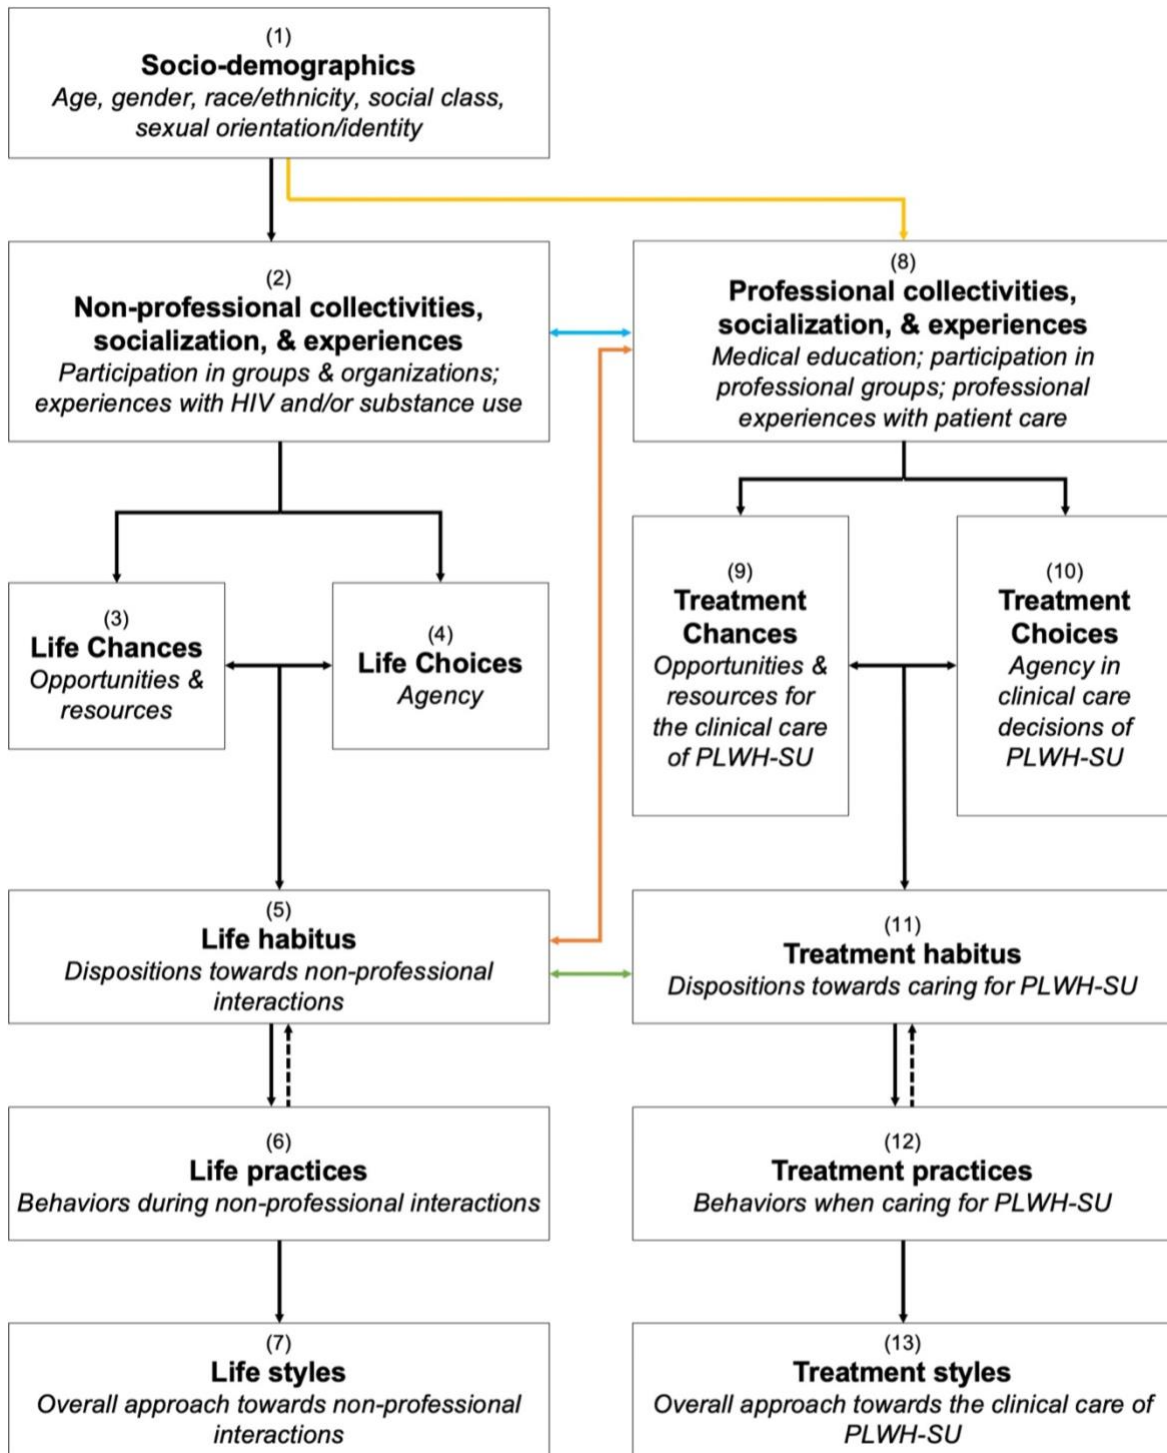 (1)
Socio-demographics
Age, gender, race/ethnicity, social class,
sexual orientation/identity
(2)
Non-professional collectivities,
socialization, & experiences
Participation in groups & organizations;
experiences with HIV and/or substance use
(8)
Professional collectivities,
socialization, & experiences
Medical education; participation in
professional groups; professional
experiences with patient care
(3)
Life Chances
Opportunities &
resources
(4)
Life Choices
Agency
(9)
Treatment
Chances
Opportunities &
resources for
the clinical care
of PLWH-SU
(10)
Treatment
Choices
Agency in
clinical care
decisions of
PLWH-SU
(5)
Life habitus
Dispositions towards non-professional
interactions
(11)
Treatment habitus
Dispositions towards caring for PLWH-SU
(6)
Life practices
Behaviors during non-professional interactions
(12)
Treatment practices
Behaviors when caring for PLWH-SU
(7)
Life styles
Overall approach towards non-professional
interactions
(13)
Treatment styles
Overall approach towards the clinical care of
PLWH-SU